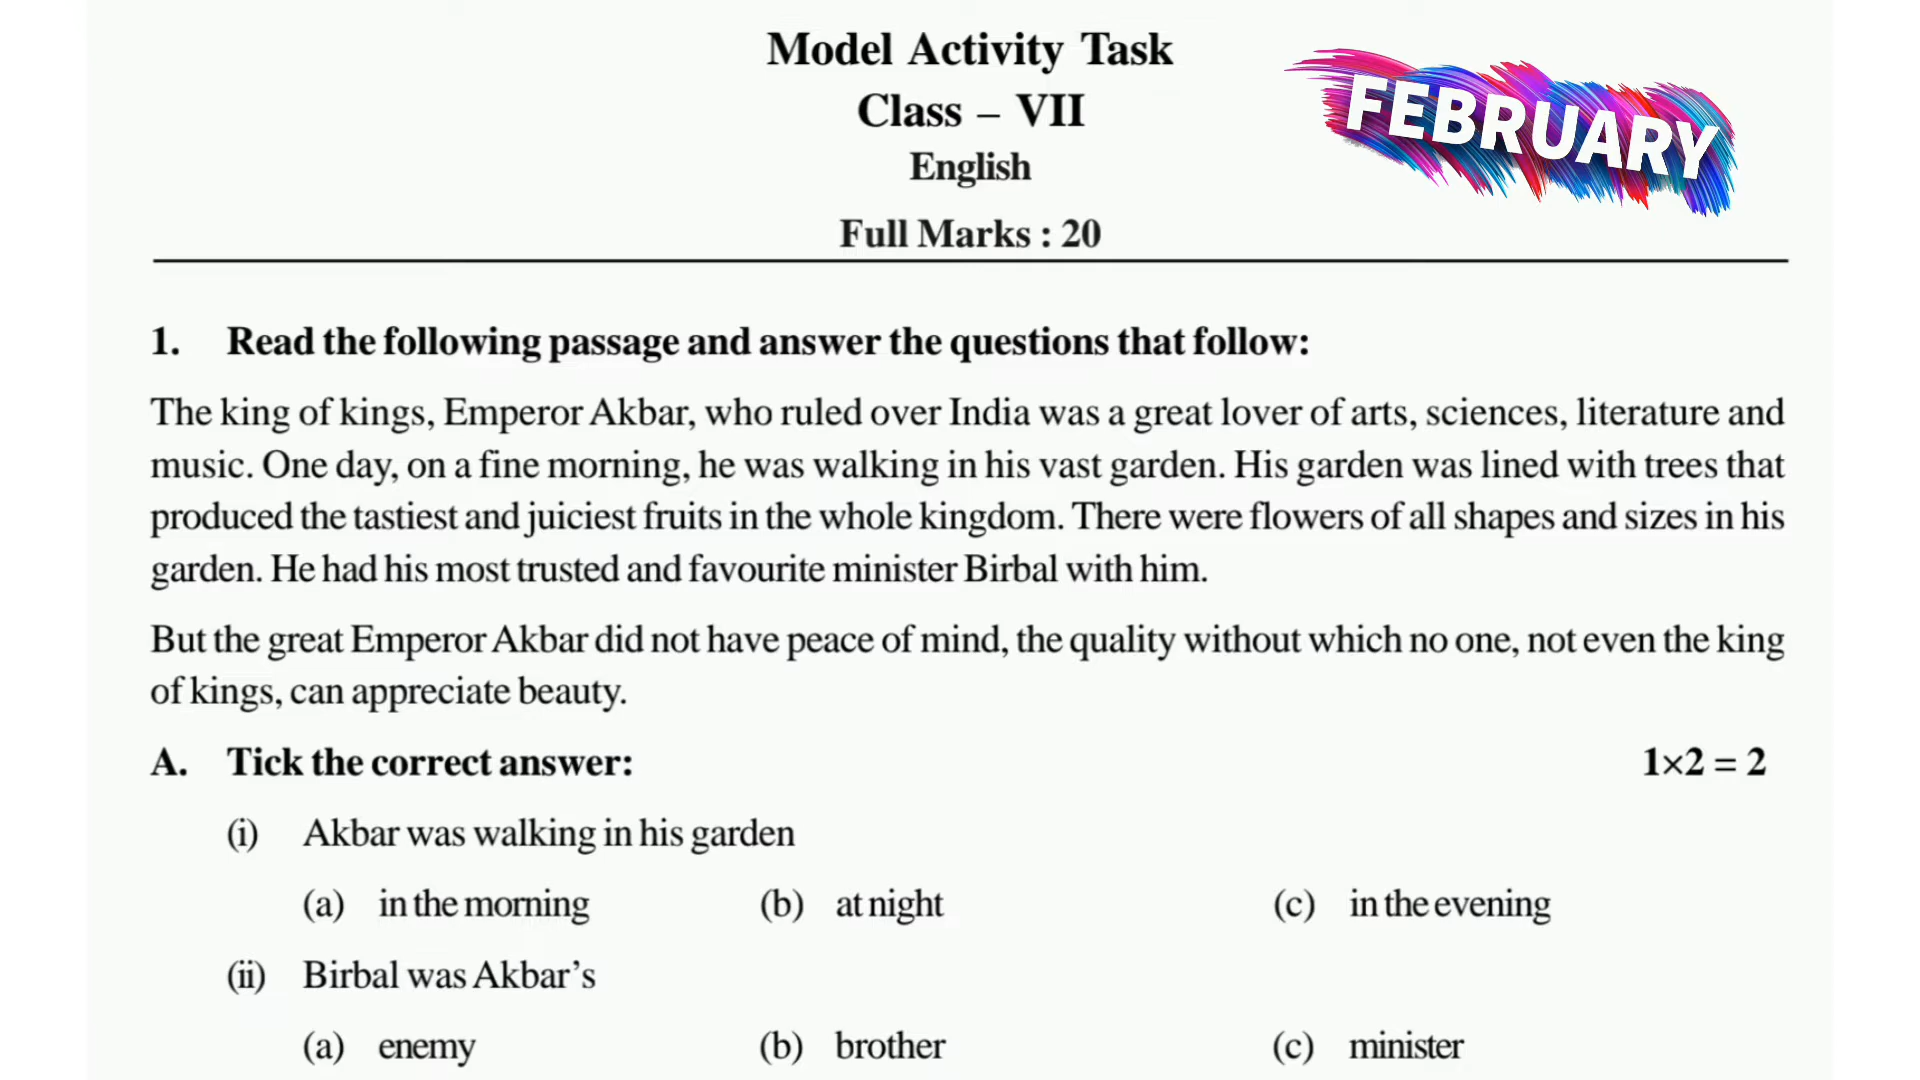 Model Activity Task
FEBRUARY
Class – VII
English
Full Marks : 20
1. Read the following passage and answer the questions that follow:
The king of kings, Emperor Akbar, who ruled over India was a great lover of arts, sciences, literature and
music. One day, on a fine morning, he was walking in his vast garden. His garden was lined with trees that
produced the tastiest and juiciest fruits in the whole kingdom. There were flowers of all shapes and sizes in his
garden. He had his most trusted and favourite minister Birbal with him.
But the great Emperor Akbar did not have peace of mind, the quality without which no one, not even the king
of kings, can appreciate beauty.
A. Tick the correct answer: 1×2 = 2
(i) Akbar was walking in his garden
(a) in the morning (b) at night (c) in the evening
(ii) Birbal was Akbar’s
(a) enemy (b) brother (c) minister